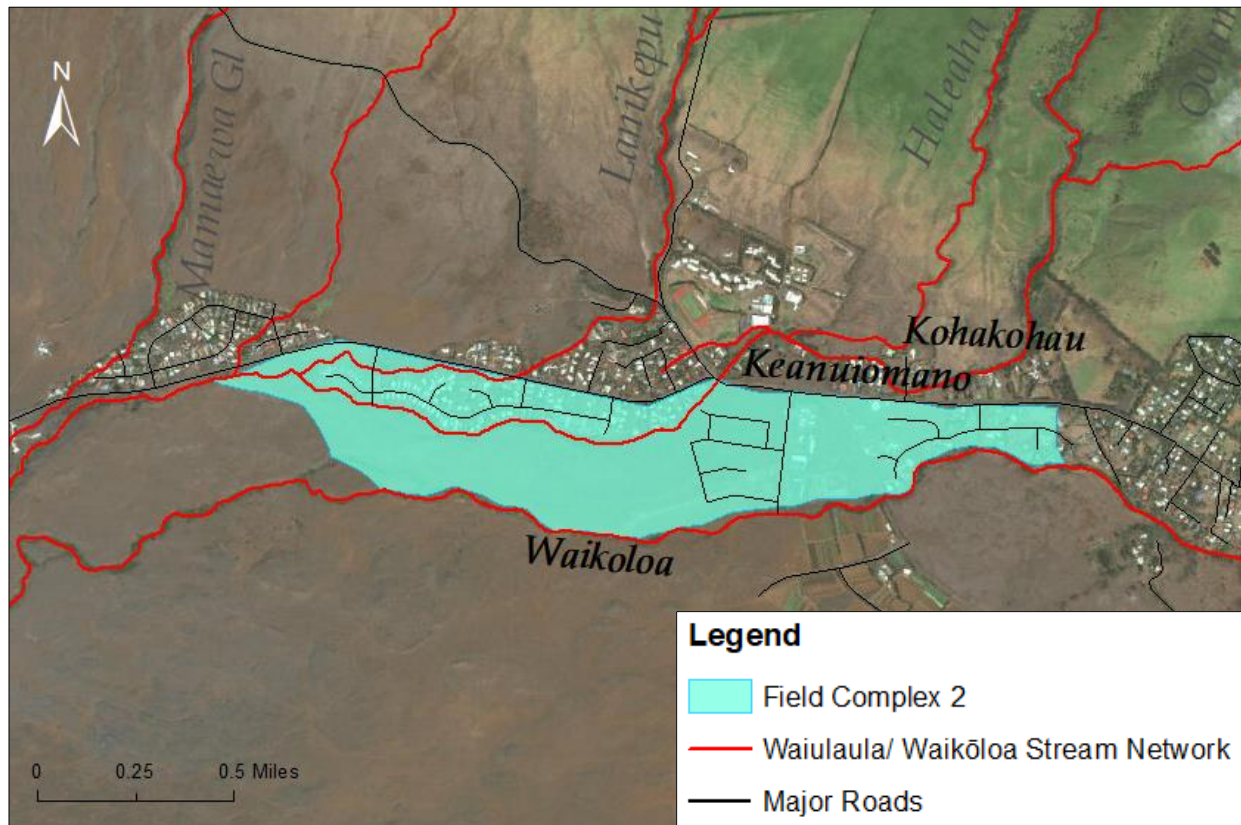 Mamaewa Gl
Lanikepu
Haleaha
N
Kohakohau
Keanuiomano
Waikoloa
0 0.25 0.5 Miles
Legend
Field Complex 2
Waiulaula/ Waikōloa Stream Network
Major Roads